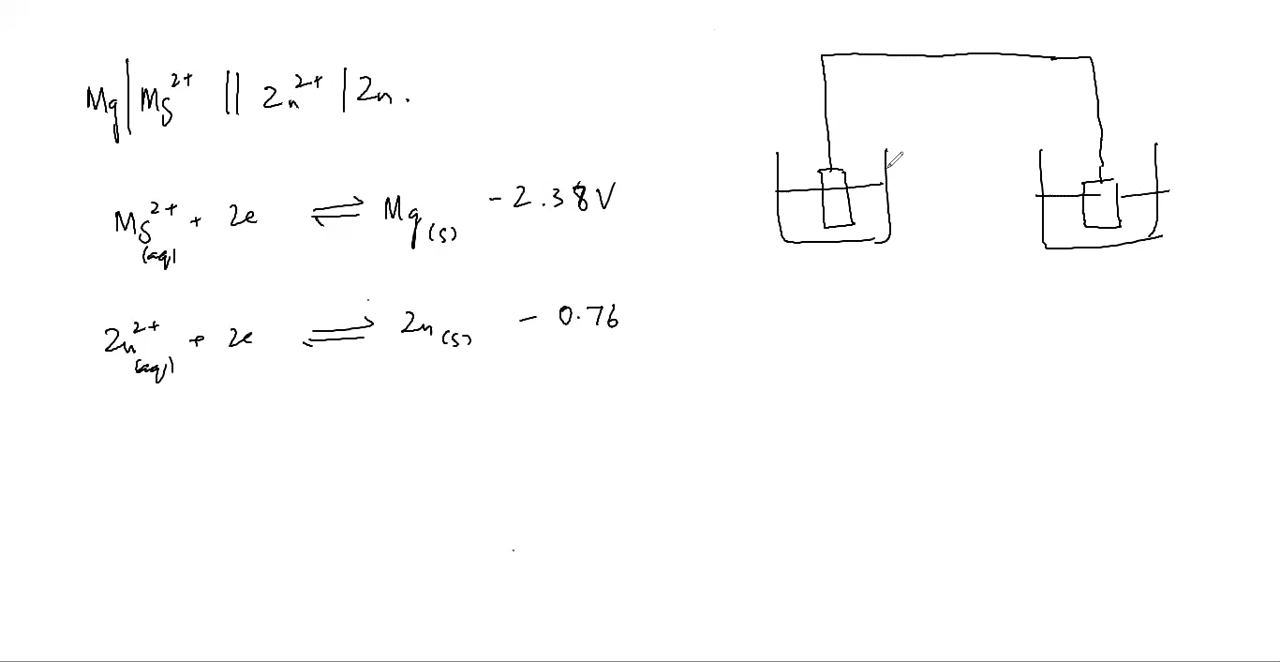 Mg|Mg²⁺ || Zn²⁺ |Zn.
Mg²⁺(aq) + 2e ⇌ Mg(s) -2.38V
Zn²⁺(aq) + 2e ⇌ Zn(s) -0.76